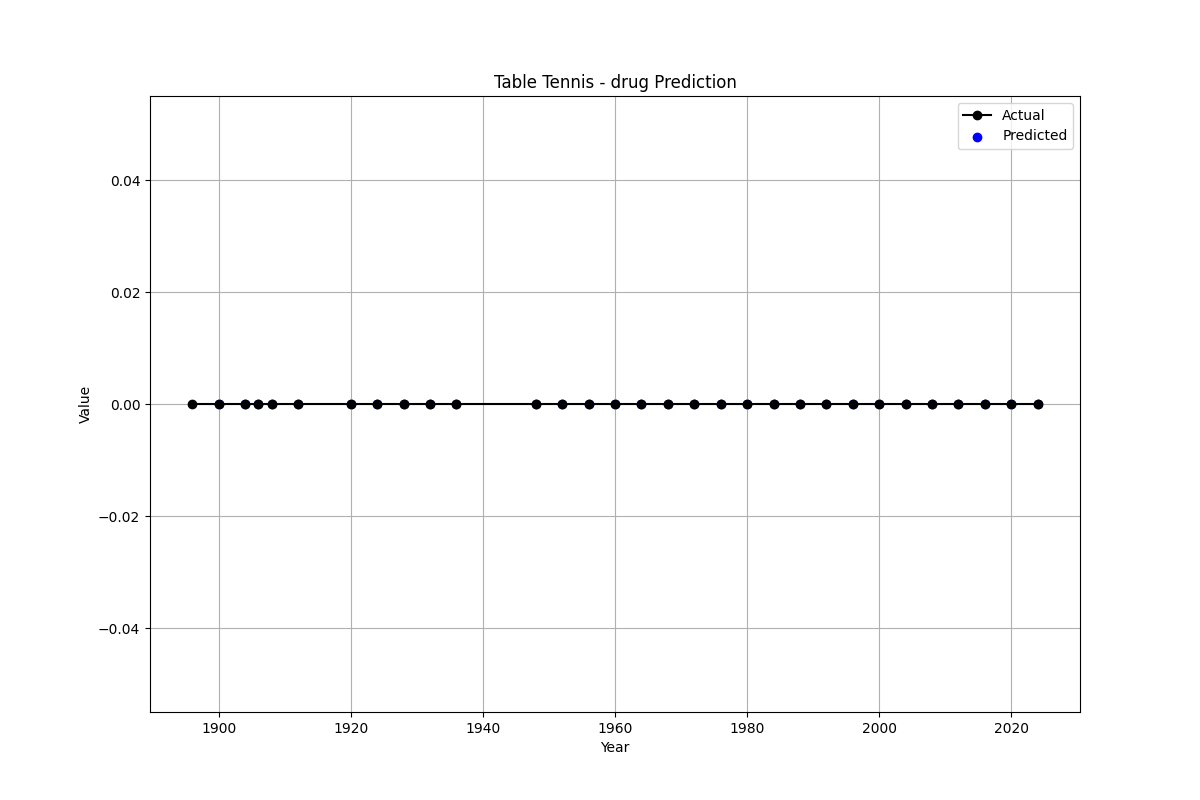 Table Tennis - drug Prediction
Actual
Predicted
0.04
0.02
0.00
−0.02
−0.04
Value
1900 1920 1940 1960 1980 2000 2020
Year